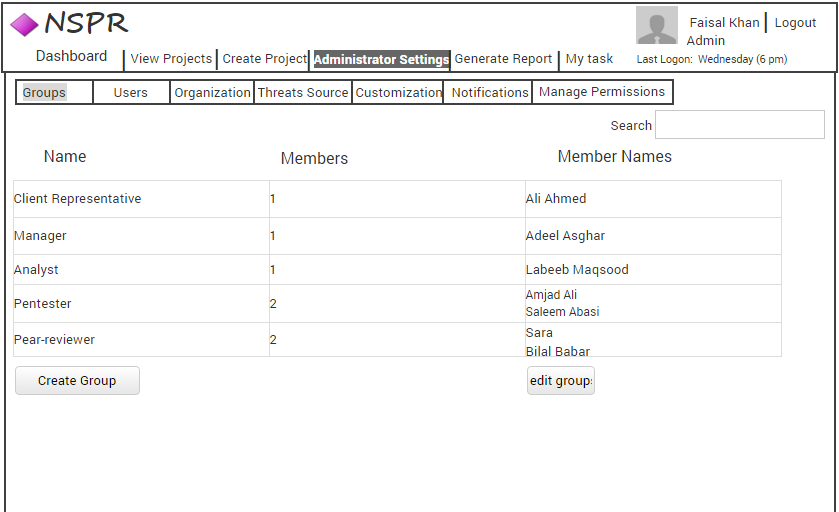 NSPR
Faisal Khan | Logout
Admin
Dashboard | View Projects | Create Project | Administrator Settings | Generate Report | My task
Last Logon: Wednesday (6 pm)
Groups Users Organization Threats Source Customization Notifications Manage Permissions
Search
Name Members Member Names
Client Representative 1 Ali Ahmed
Manager 1 Adeel Asghar
Analyst 1 Labeeb Maqsood
Pentester 2 Amjad Ali
Saleem Abasi
Pear-reviewer 2 Sara
Bilal Babar
Create Group edit groups